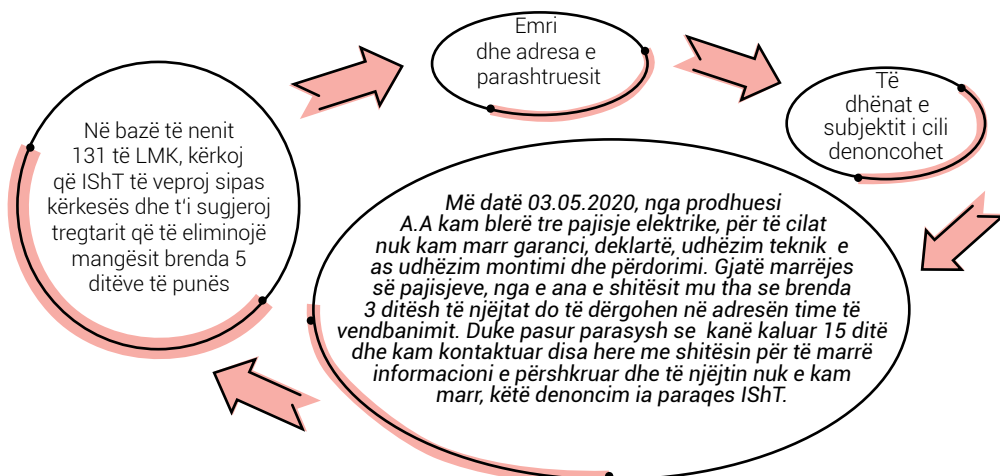 Emri
dhe adresa e
parashtruesit
Të
dhënat e
subjektit i cili
denoncohet
Më datë 03.05.2020, nga prodhuesi
A.A kam blerë tre pajisje elektrike, për të cilat
nuk kam marr garanci, deklartë, udhëzim teknik e
as udhëzim montimi dhe përdorimi. Gjatë marrëjes
së pajisjeve, nga e ana e shitësit mu tha se brenda
3 ditësh të njëjtat do të dërgohen në adresën time të
vendbanimit. Duke pasur parasysh se kanë kaluar 15 ditë
dhe kam kontaktuar disa here me shitësin për të marrë
informacioni e përshkruar dhe të njëjtin nuk e kam
marr, këtë denoncim ia paraqes IShT.
Në bazë të nenit
131 të LMK, kërkoj
që IShT të veproj sipas
kërkesës dhe t'i sugjeroj
tregtarit që të eliminojë
mangësit brenda 5
ditëve të punës